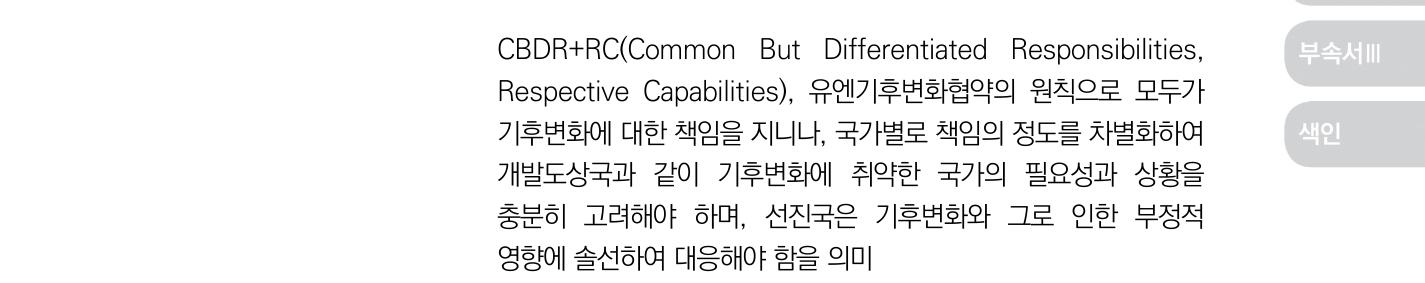 CBDR+RC(Common But Differentiated Responsibilities,
Respective Capabilities), 유엔기후변화협약의 원칙으로 모두가
기후변화에 대한 책임을 지니나, 국가별로 책임의 정도를 차별화하여
개발도상국과 같이 기후변화에 취약한 국가의 필요성과 상황을
충분히 고려해야 하며, 선진국은 기후변화와 그로 인한 부정적
영향에 솔선하여 대응해야 함을 의미
부속서Ⅲ
색인